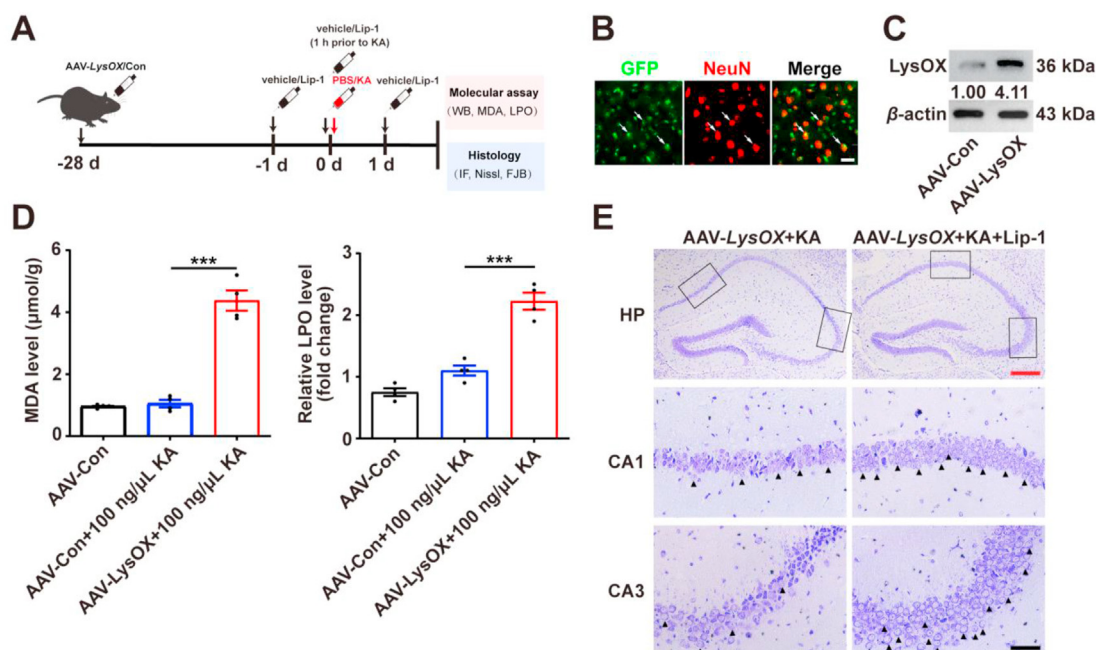 A
AAV-LysOX/Con
vehicle/Lip-1
(1 h prior to KA)
vehicle/Lip-1
PBS/KA
vehicle/Lip-1
Molecular assay
(WB, MDA, LPO)
Histology
(IF, Nissl, FJB)
-28 d
-1 d
0 d
1 d
B
GFP
NeuN
Merge
C
LysOX
36 kDa
1.00
4.11
β-actin
43 kDa
AAV-Con
AAV-LysOX
D
MDA level (μmol/g)
6
4
2
0
***
AAV-Con
AAV-Con+100 ng/μL KA
AAV-LysOX+100 ng/μL KA
Relative LPO level
(fold change)
3
2
1
0
***
AAV-Con
AAV-Con+100 ng/μL KA
AAV-LysOX+100 ng/μL KA
E
AAV-LysOX+KA
AAV-LysOX+KA+Lip-1
HP
CA1
CA3